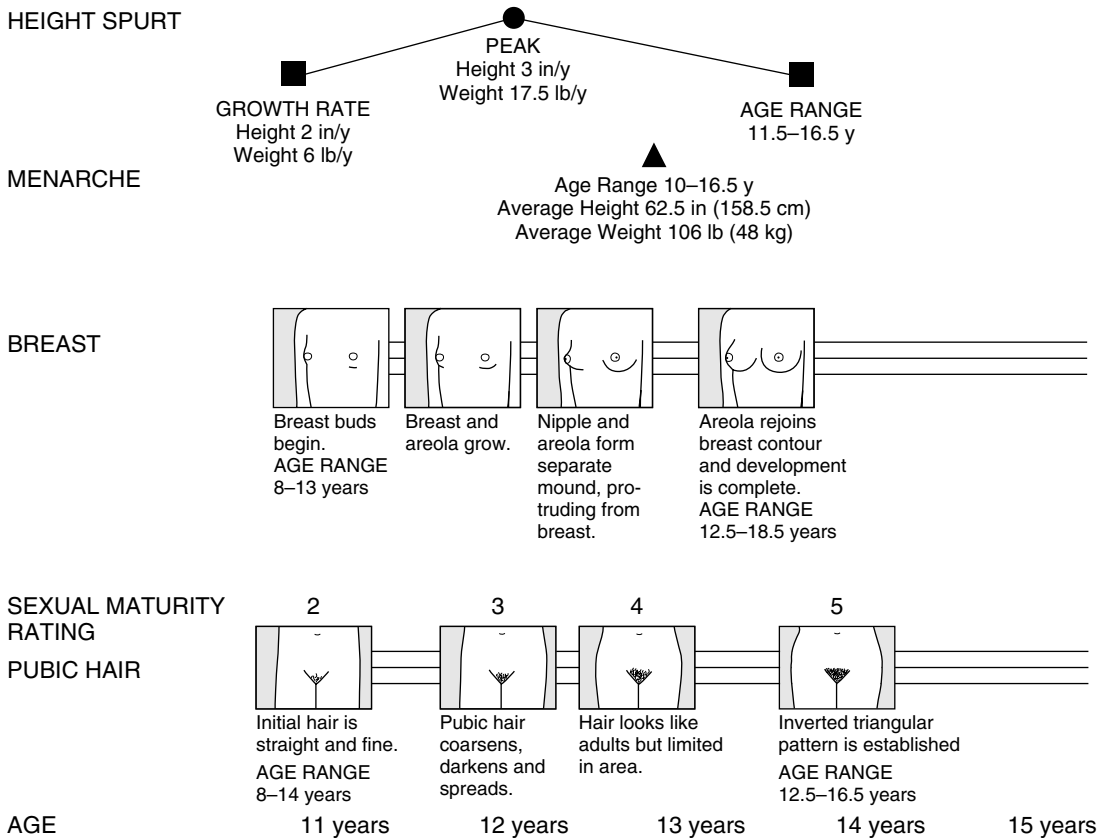 HEIGHT SPURT
PEAK
Height 3 in/y
Weight 17.5 lb/y
GROWTH RATE
Height 2 in/y
Weight 6 lb/y
AGE RANGE
11.5–16.5 y
MENARCHE
Age Range 10–16.5 y
Average Height 62.5 in (158.5 cm)
Average Weight 106 lb (48 kg)
BREAST
Breast buds
begin.
AGE RANGE
8–13 years
Breast and
areola grow.
Nipple and
areola form
separate
mound, pro-
truding from
breast.
Areola rejoins
breast contour
and development
is complete.
AGE RANGE
12.5–18.5 years
SEXUAL MATURITY
RATING
2 3 4 5
PUBIC HAIR
Initial hair is
straight and fine.
AGE RANGE
8–14 years
Pubic hair
coarsens,
darkens and
spreads.
Hair looks like
adults but limited
in area.
Inverted triangular
pattern is established
AGE RANGE
12.5–16.5 years
AGE 11 years 12 years 13 years 14 years 15 years